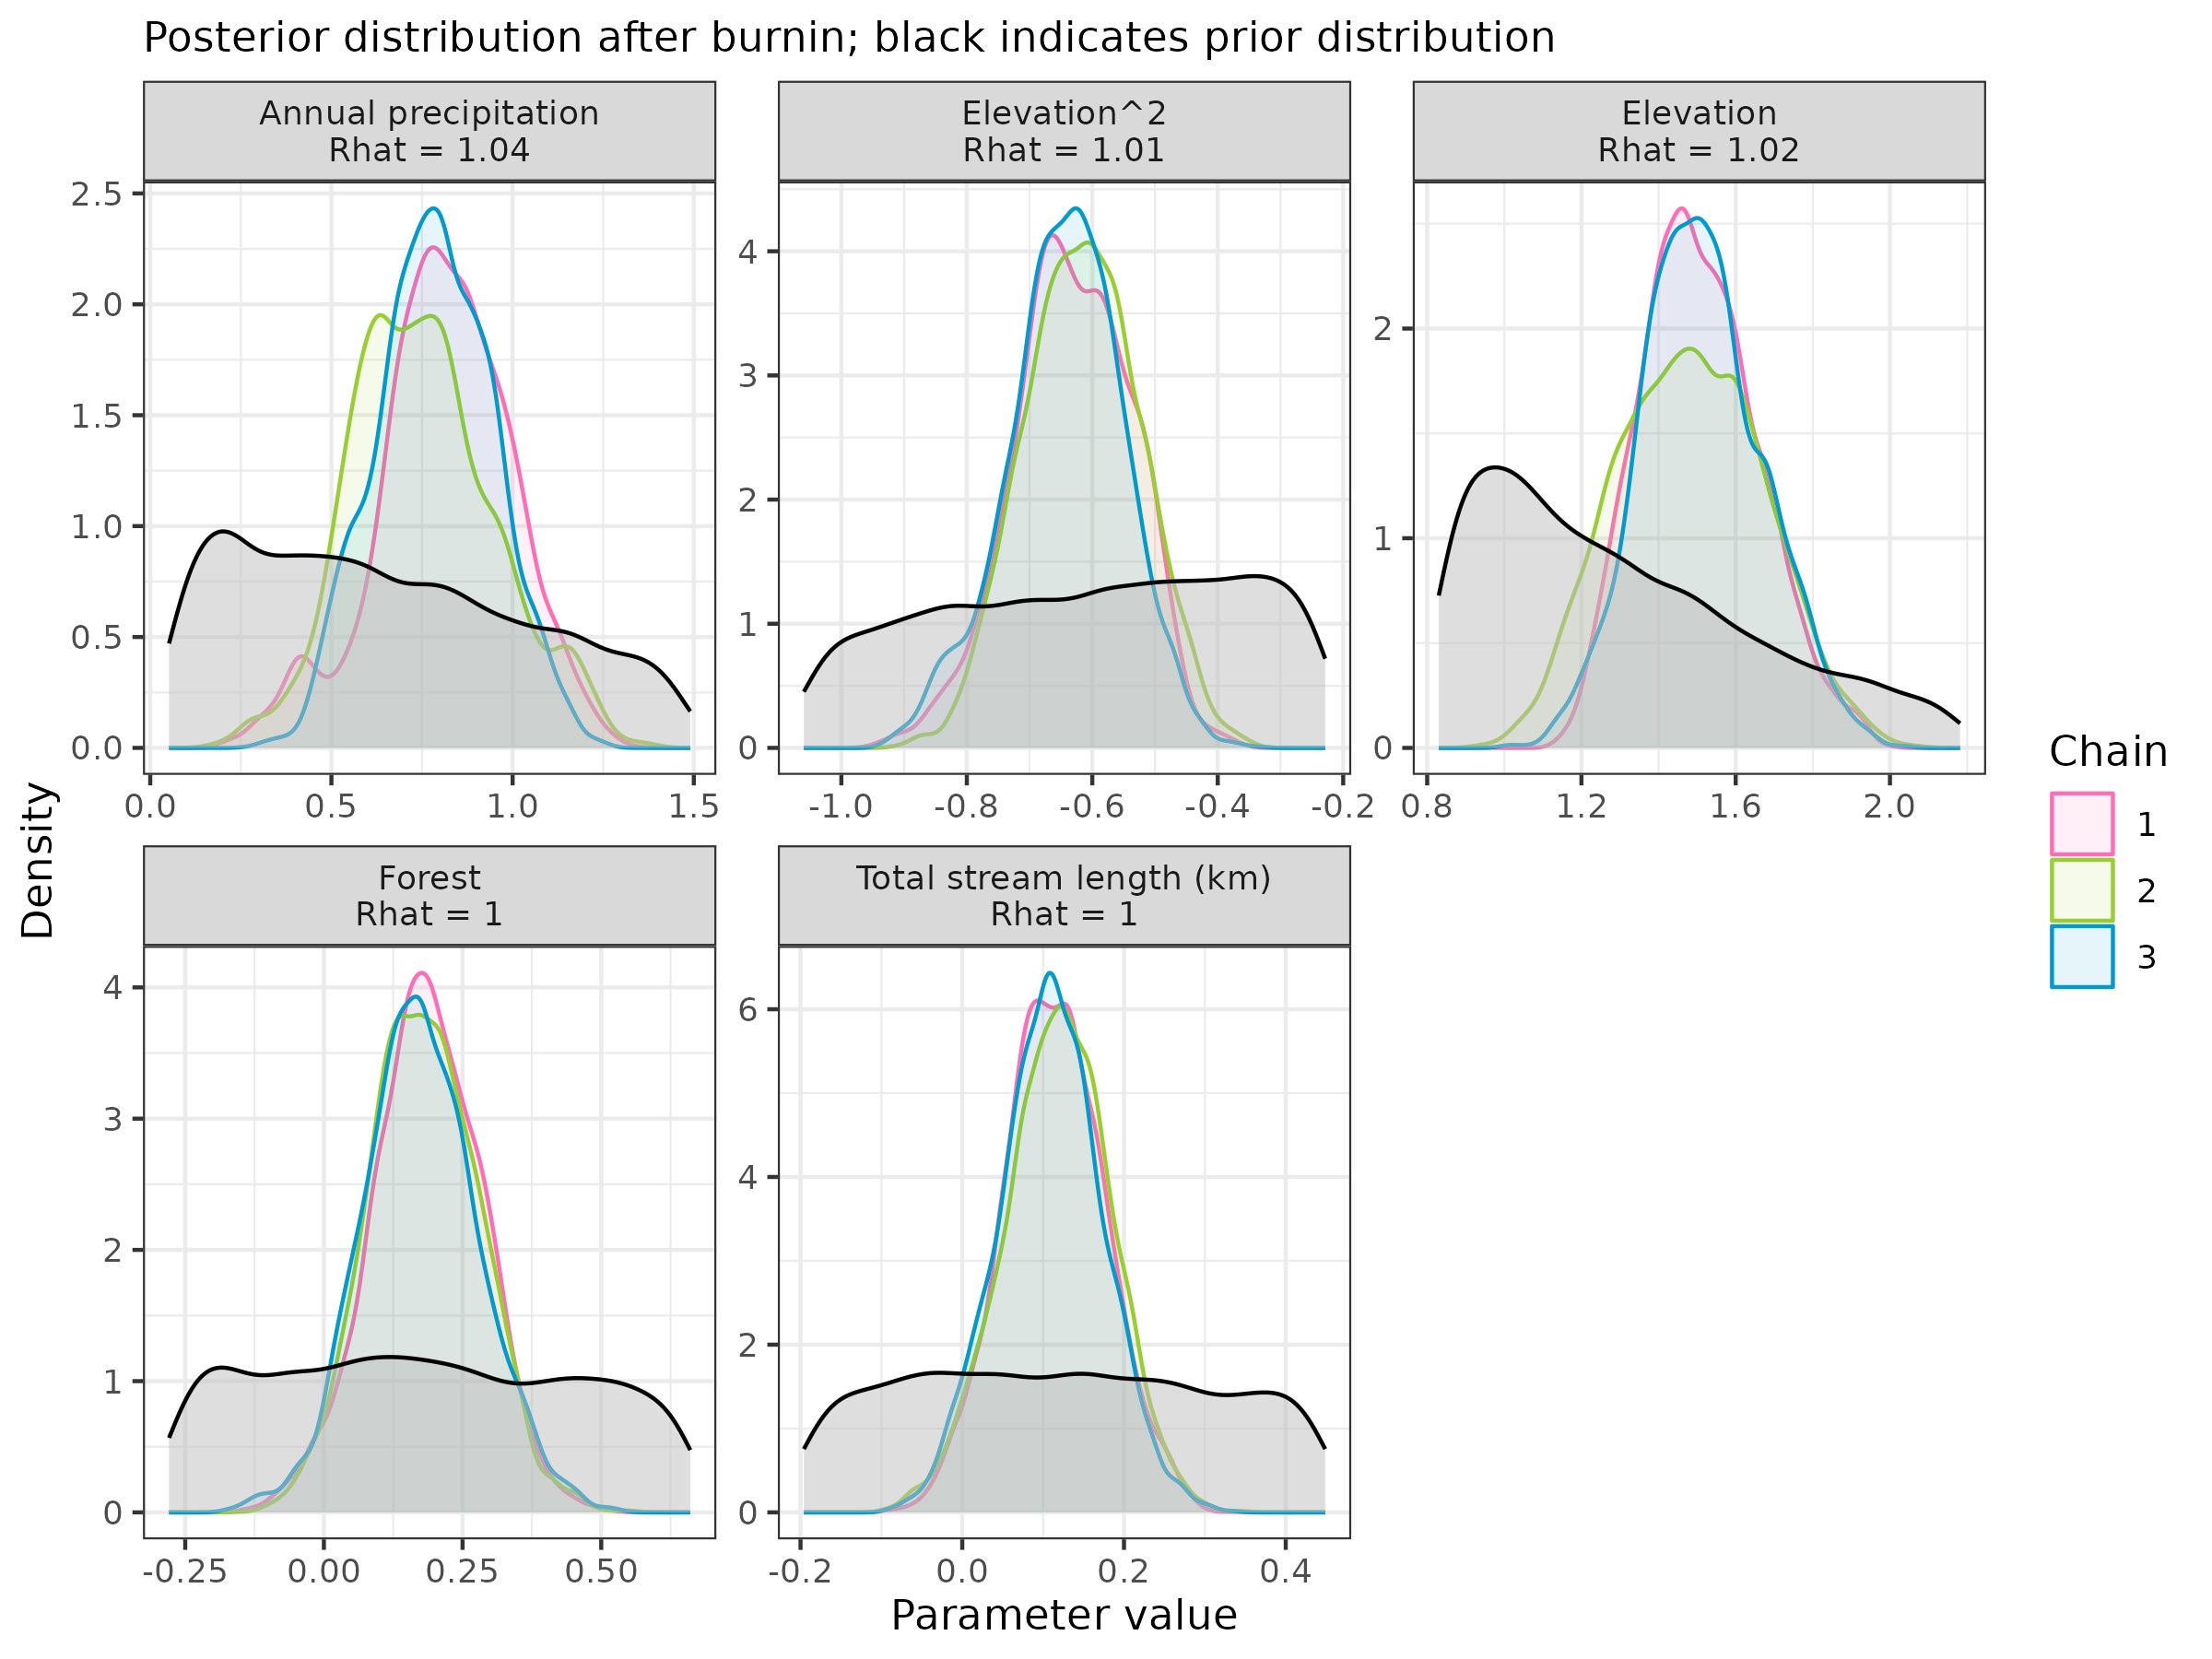 Posterior distribution after burnin; black indicates prior distribution
Annual precipitation
Rhat = 1.04
Elevation^2
Rhat = 1.01
Elevation
Rhat = 1.02
2.5
2.0
1.5
1.0
0.5
0.0
0.0 0.5 1.0 1.5
4
3
2
1
0
-1.0 -0.8 -0.6 -0.4 -0.2
2
1
0
0.8 1.2 1.6 2.0
Forest
Rhat = 1
Total stream length (km)
Rhat = 1
4
3
2
1
0
-0.25 0.00 0.25 0.50
6
4
2
0
-0.2 0.0 0.2 0.4
Density
Parameter value
Chain
1
2
3